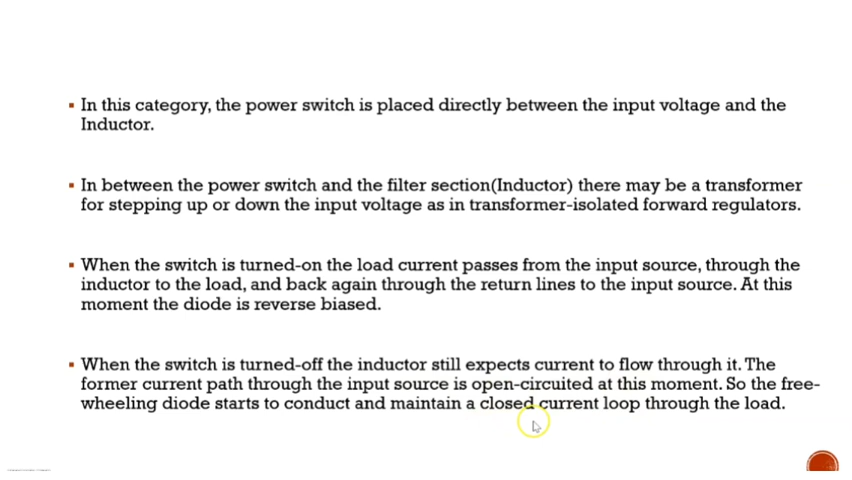 In this category, the power switch is placed directly between the input voltage and the
Inductor.
In between the power switch and the filter section(Inductor) there may be a transformer
for stepping up or down the input voltage as in transformer-isolated forward regulators.
When the switch is turned-on the load current passes from the input source, through the
inductor to the load, and back again through the return lines to the input source. At this
moment the diode is reverse biased.
When the switch is turned-off the inductor still expects current to flow through it. The
former current path through the input source is open-circuited at this moment. So the free-
wheeling diode starts to conduct and maintain a closed current loop through the load.